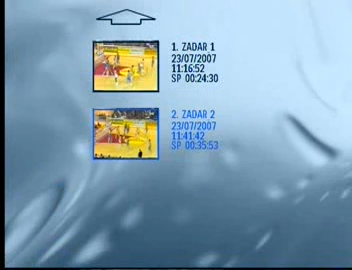 1. ZADAR 1
23/07/2007
11:16:52
SP 00:24:30
2. ZADAR 2
23/07/2007
11:41:42
SP 00:35:53